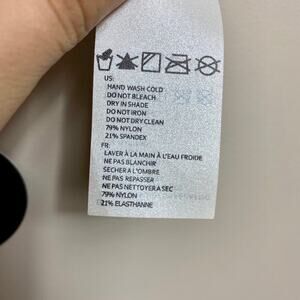 US:
HAND WASH COLD
DO NOT BLEACH
DRY IN SHADE
DO NOT IRON
DO NOT DRY CLEAN
79% NYLON
21% SPANDEX
FR:
LAVER À LA MAIN À L'EAU FROIDE
NE PAS BLANCHIR
SECHER A L'OMBRE
NE PAS REPASSER
NE PAS NETTOYER A SEC
79% NYLON
21% ELASTHANNE